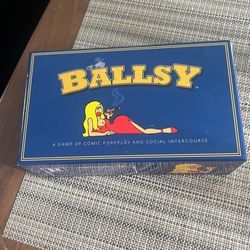 BALLSY
A GAME OF COMIC FOREPLAY AND SOCIAL INTERCOURSE